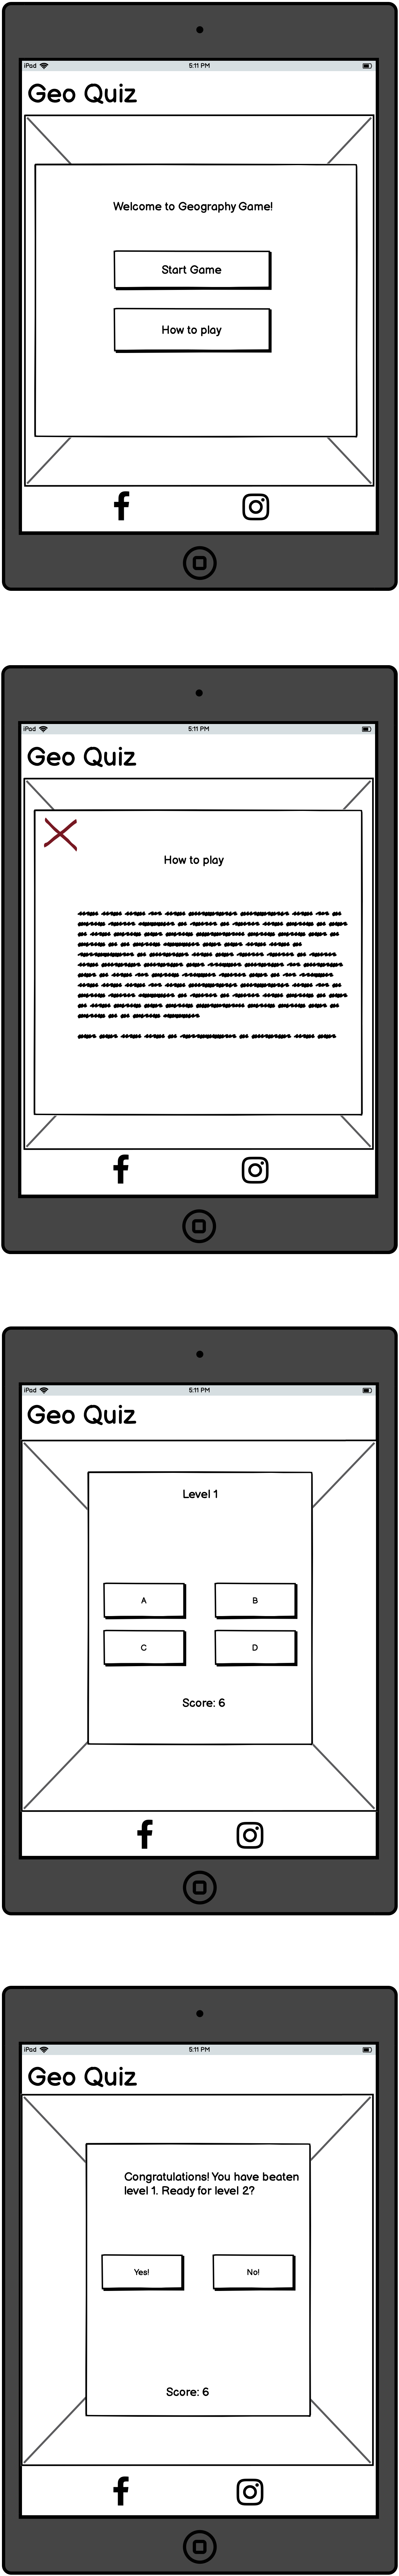 iPad 5:11 PM
Geo Quiz
Welcome to Geography Game!
Start Game
How to play
iPad 5:11 PM
Geo Quiz
How to play
iPad 5:11 PM
Geo Quiz
Level 1
A B
C D
Score: 6
iPad 5:11 PM
Geo Quiz
Congratulations! You have beaten
level 1. Ready for level 2?
Yes! No!
Score: 6